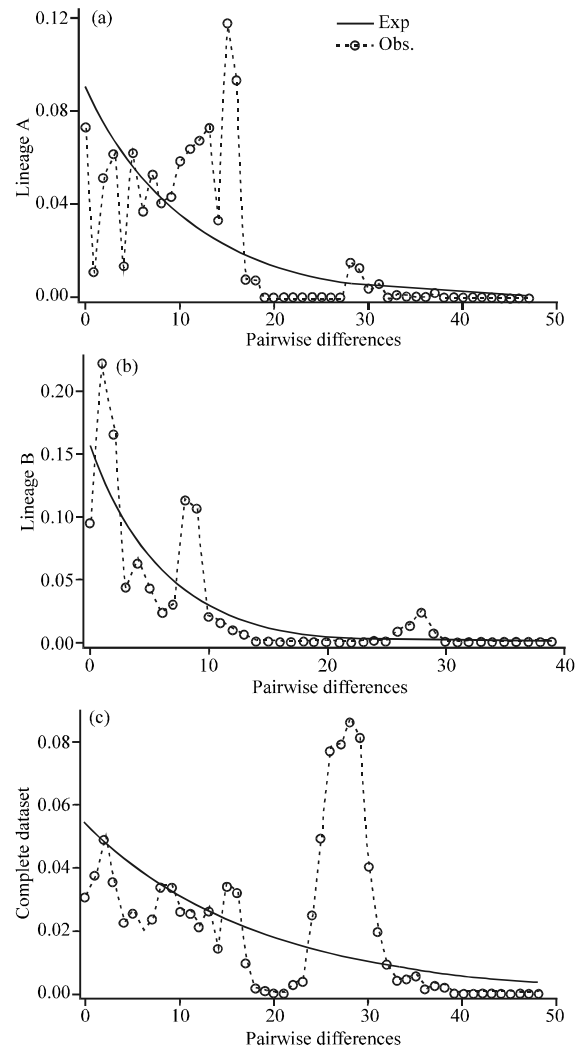 (a)
Exp
Obs.
Lineage A
0.12
0.08
0.04
0.00
0 10 20 30 40 50
Pairwise differences
(b)
Lineage B
0.20
0.15
0.10
0.05
0.00
0 10 20 30 40
Pairwise differences
(c)
Complete dataset
0.08
0.06
0.04
0.02
0.00
0 10 20 30 40 50
Pairwise differences